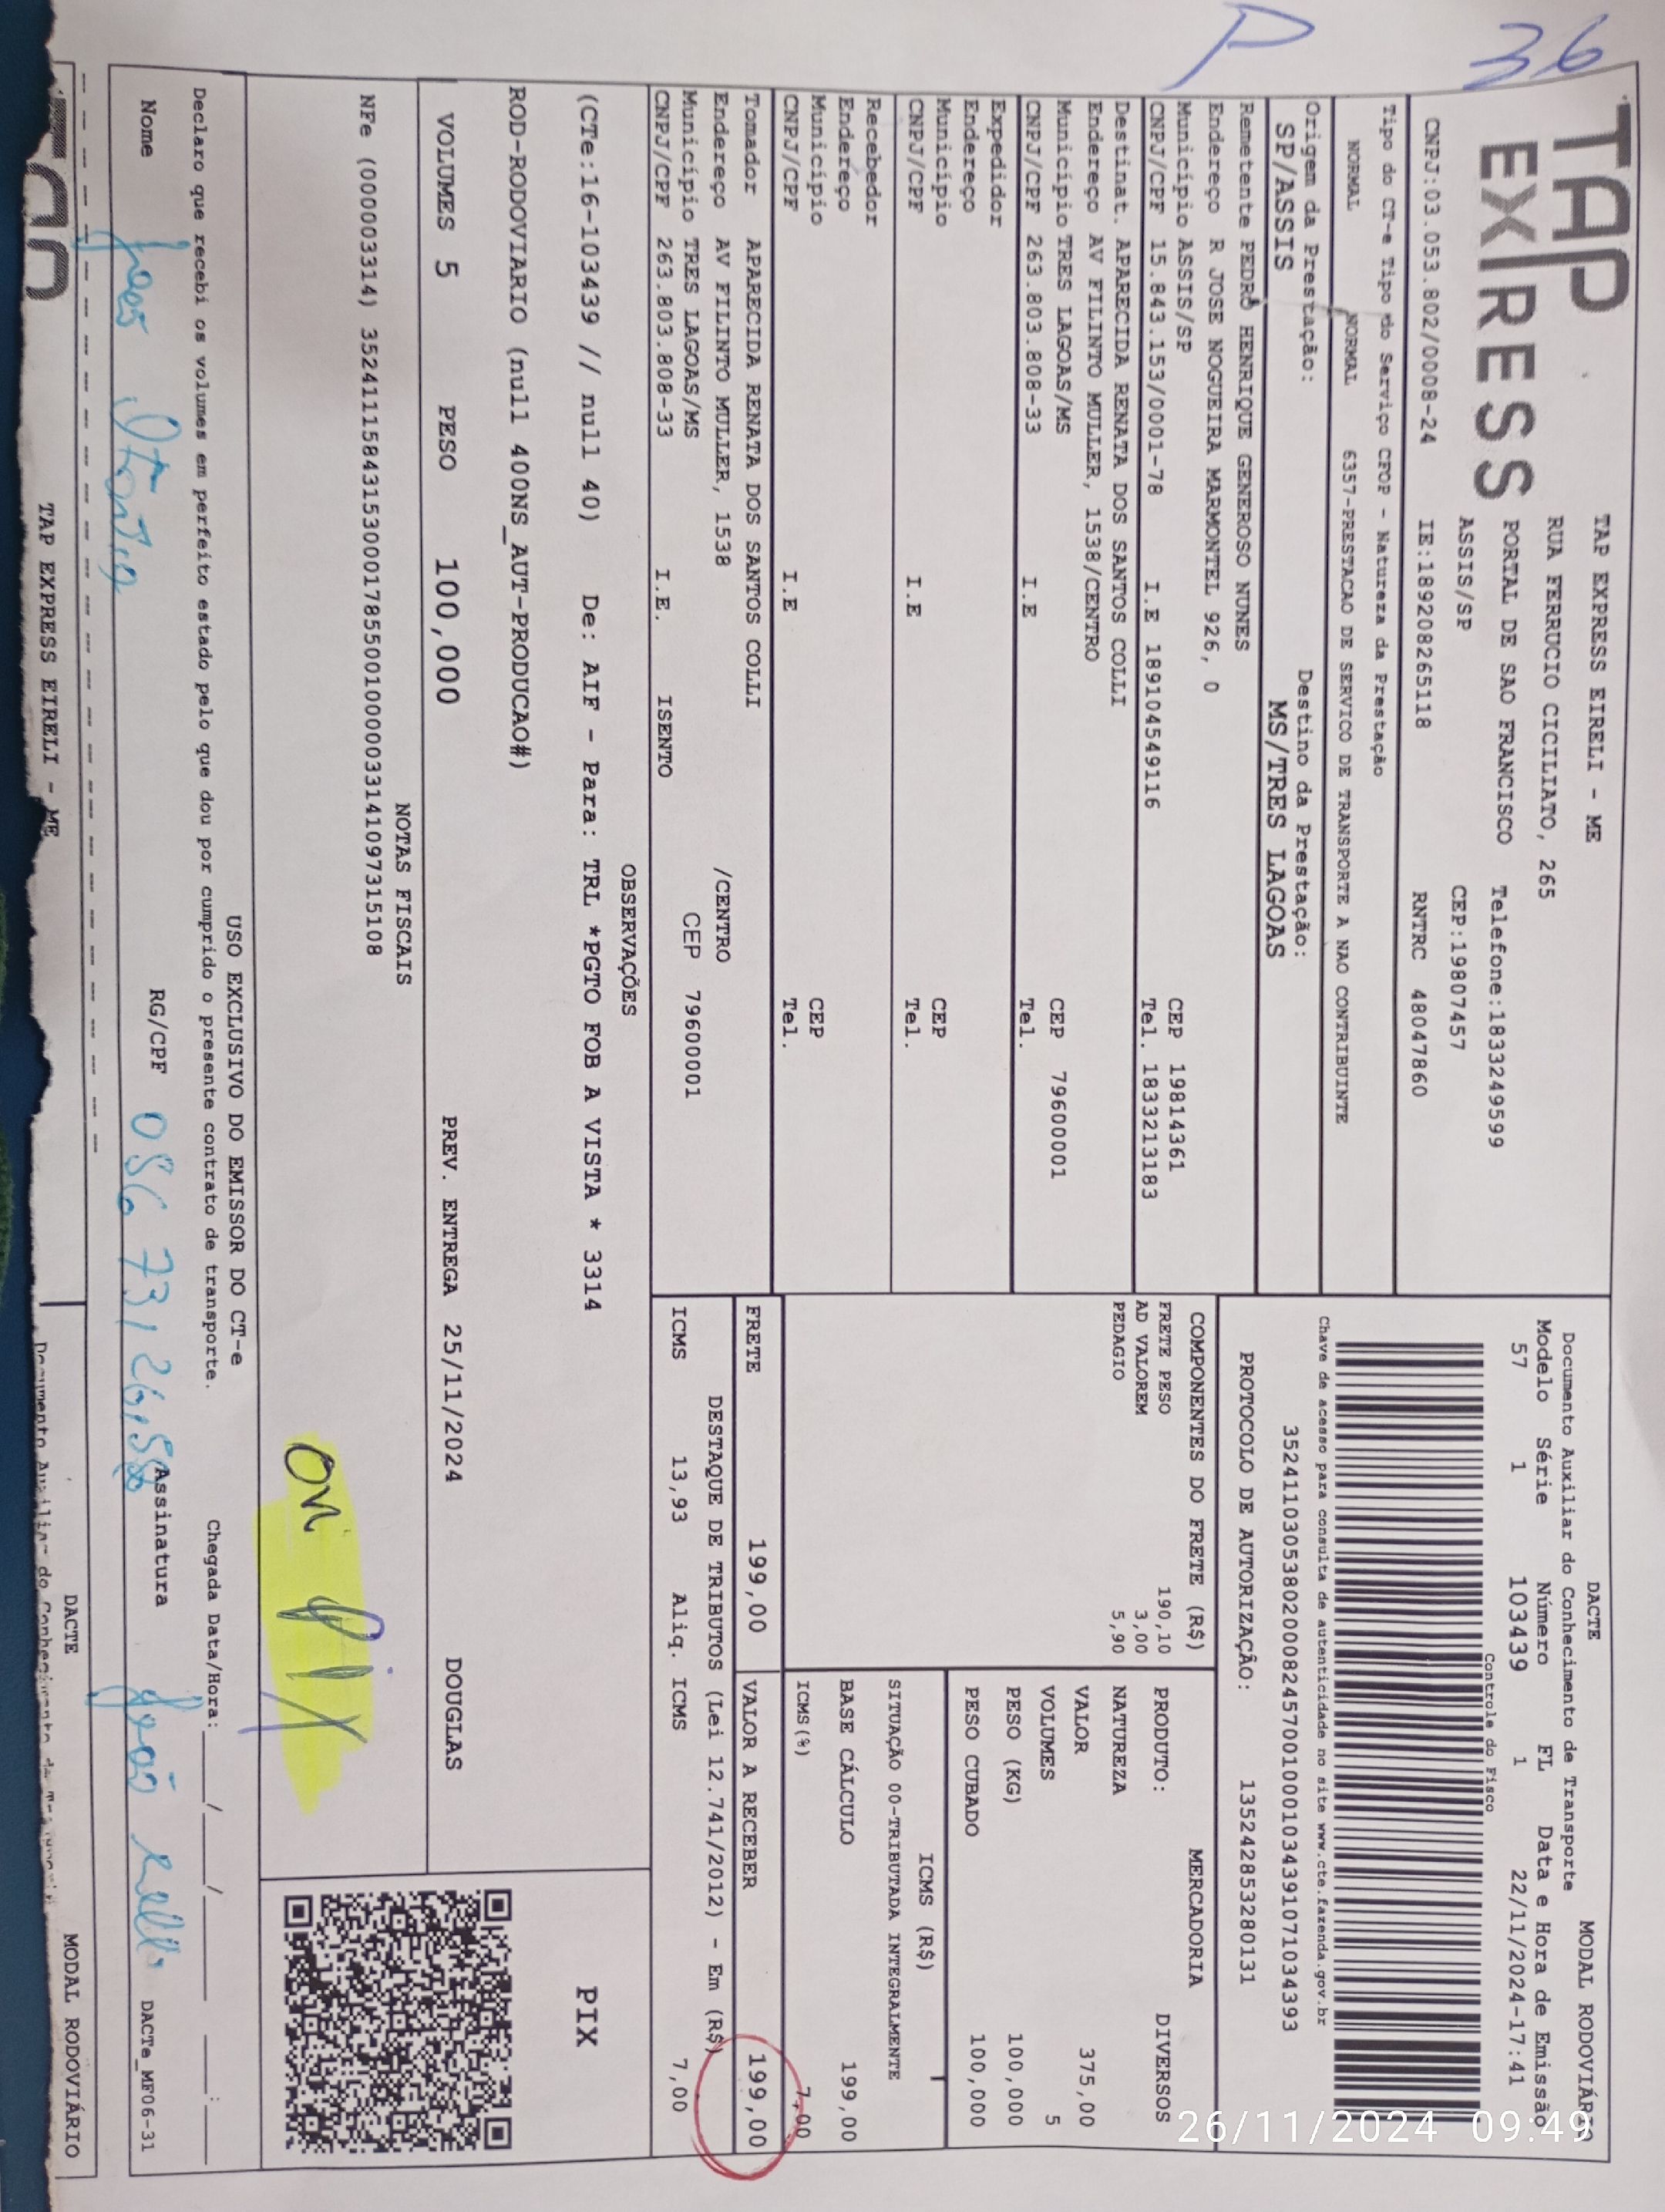 36
P
TAP
EXPRESS
TAP EXPRESS EIRELI - ME
RUA FERRUCIO CICILIATO, 265
PORTAL DE SAO FRANCISCO Telefone:1833249599
ASSIS/SP CEP:19807457
CNPJ:03.053.802/0008-24 IE:189208265118 RNTRC 48047860
DACTE MODAL RODOVIÁRIO
Documento Auxiliar do Conhecimento de Transporte
Modelo Série Número FL Data e Hora de Emissão
57 1 103439 1 22/11/2024-17:41
Controle do Fisco
Chave de acesso para consulta de autenticidade no site www.cte.fazenda.gov.br
35241103053802000824570010001034391071034393
PROTOCOLO DE AUTORIZAÇÃO: 135242853280131
Tipo do CT-e Tipo do Serviço CFOP - Natureza da Prestação
NORMAL NORMAL 6357-PRESTACAO DE SERVICO DE TRANSPORTE A NAO CONTRIBUINTE
Origem da Prestação: Destino da Prestação:
SP/ASSIS MS/TRES LAGOAS
Remetente PEDRO HENRIQUE GENEROSO NUNES
Endereço R JOSE NOGUEIRA MARMONTEL 926, 0
Município ASSIS/SP CEP 19814361
CNPJ/CPF 15.843.153/0001-78 I.E 189104549116 Tel. 1833213183
Destinat. APARECIDA RENATA DOS SANTOS COLLI
Endereço AV FILINTO MULLER, 1538/CENTRO
Município TRES LAGOAS/MS CEP 79600001
CNPJ/CPF 263.803.808-33 I.E Tel.
Expedidor
Endereço
Município CEP
CNPJ/CPF I.E Tel.
Recebedor
Endereço
Município CEP
CNPJ/CPF I.E Tel.
Tomador APARECIDA RENATA DOS SANTOS COLLI
Endereço AV FILINTO MULLER, 1538 /CENTRO
Município TRES LAGOAS/MS CEP 79600001
CNPJ/CPF 263.803.808-33 I.E. ISENTO
COMPONENTES DO FRETE (R$)
FRETE PESO 190,10
AD VALOREM 3,00
PEDAGIO 5,90
MERCADORIA
PRODUTO: DIVERSOS
NATUREZA
VALOR 375,00
VOLUMES 5
PESO (KG) 100,000
PESO CUBADO 100,000
ICMS (R$)
SITUAÇÃO 00-TRIBUTADA INTEGRALMENTE
BASE CÁLCULO 199,00
ICMS(%) 7,00
FRETE 199,00 VALOR A RECEBER 199,00
DESTAQUE DE TRIBUTOS (Lei 12.741/2012) - Em (R$)
ICMS 13,93 Aliq. ICMS 7,00
OBSERVAÇÕES
(CTe:16-103439 // null 40) De: AIF - Para: TRL *PGTO FOB A VISTA * 3314
ROD-RODOVIARIO (null 400NS_AUT-PRODUCAO#)
PIX
VOLUMES 5 PESO 100,000 PREV. ENTREGA 25/11/2024 DOUGLAS
NOTAS FISCAIS
NFe (000003314) 35241115843153000178550010000033141097315108
USO EXCLUSIVO DO EMISSOR DO CT-e
Declaro que recebi os volumes em perfeito estado pelo que dou por cumprido o presente contrato de transporte. Chegada Data/Hora: ___/___/_____ ___:___
Nome RG/CPF Assinatura DACTe_MF06-31
TAP EXPRESS EIRELI - ME
DACTE MODAL RODOVIÁRIO
26/11/2024 09:49